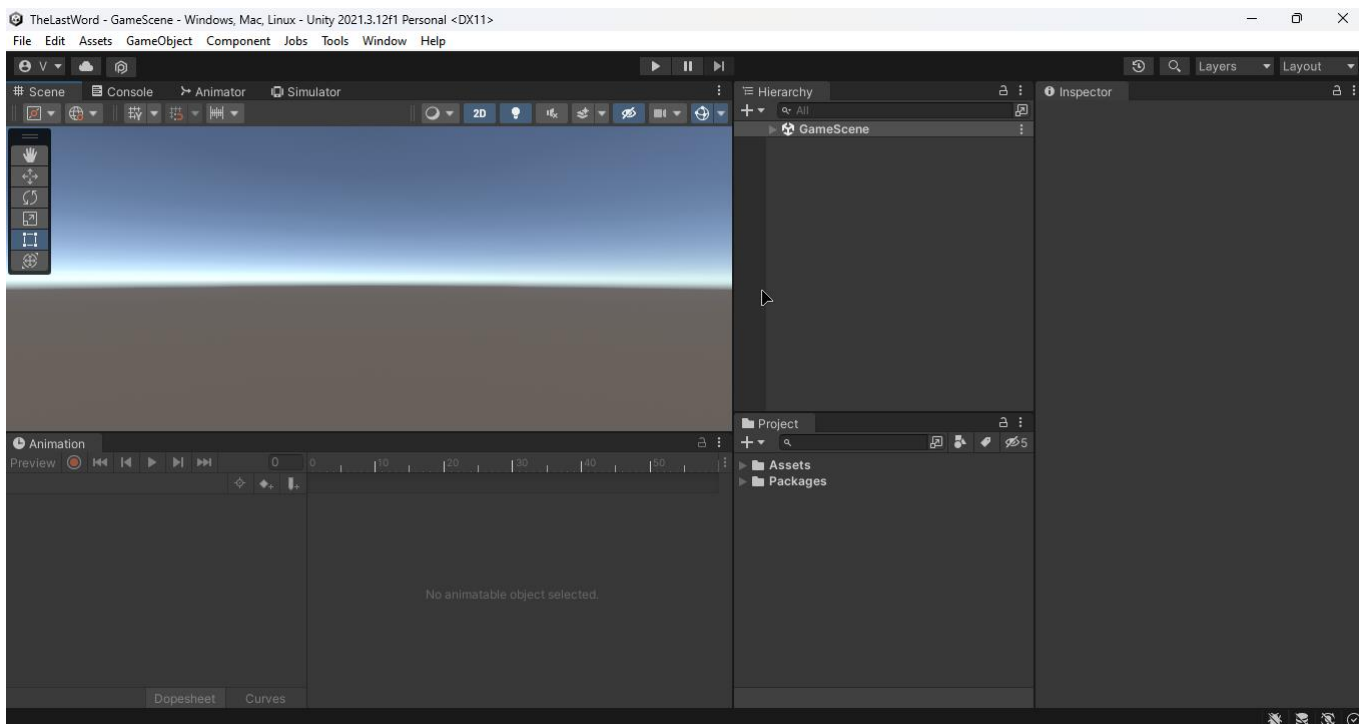 TheLastWord - GameScene - Windows, Mac, Linux - Unity 2021.3.12f1 Personal <DX11>
File Edit Assets GameObject Component Jobs Tools Window Help
V Layers Layout
Scene Console Animator Simulator
2D
Hierarchy
All
GameScene
Inspector
Animation
Preview 0 0 10 20 30 40 50
No animatable object selected.
Dopesheet Curves
Project
5
Assets
Packages